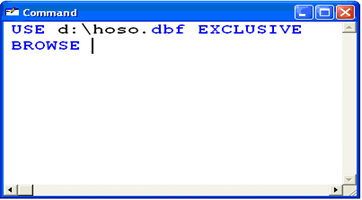 Command
USE d:\hoso.dbf EXCLUSIVE
BROWSE